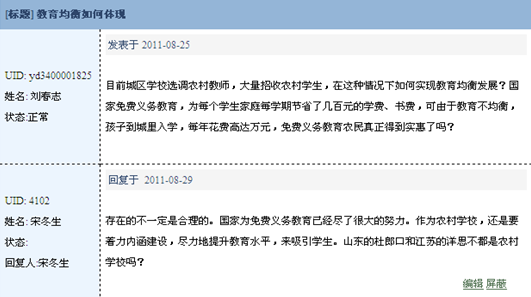 [标题] 教育均衡如何体现
发表于 2011-08-25
UID: yd3400001825
姓名: 刘春志
状态:正常
目前城区学校选调农村教师，大量招收农村学生，在这种情况下如何实现教育均衡发展？国
家免费义务教育，为每个学生家庭每学期节省了几百元的学费、书费，可由于教育不均衡，
孩子到城里入学，每年花费高达万元，免费义务教育农民真正得到实惠了吗？
回复于 2011-08-29
UID: 4102
姓名: 宋冬生
状态:
回复人:宋冬生
存在的不一定是合理的。国家为免费义务教育已经尽了很大的努力。作为农村学校，还是要
着力内涵建设，尽力地提升教育水平，来吸引学生。山东的杜郎口和江苏的洋思不都是农村
学校吗？
编辑 屏蔽